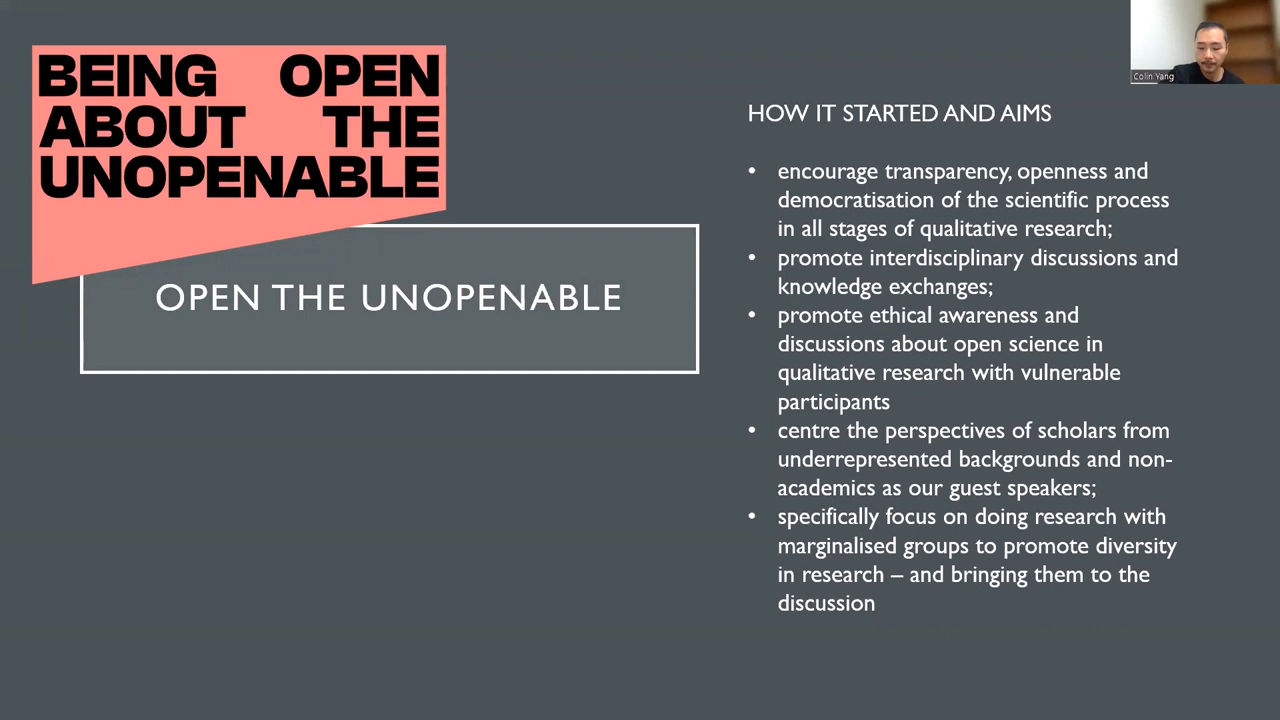 BEING OPEN
ABOUT THE
UNOPENABLE
OPEN THE UNOPENABLE
Colin Yang
HOW IT STARTED AND AIMS
• encourage transparency, openness and
democratisation of the scientific process
in all stages of qualitative research;
• promote interdisciplinary discussions and
knowledge exchanges;
• promote ethical awareness and
discussions about open science in
qualitative research with vulnerable
participants
• centre the perspectives of scholars from
underrepresented backgrounds and non-
academics as our guest speakers;
• specifically focus on doing research with
marginalised groups to promote diversity
in research – and bringing them to the
discussion